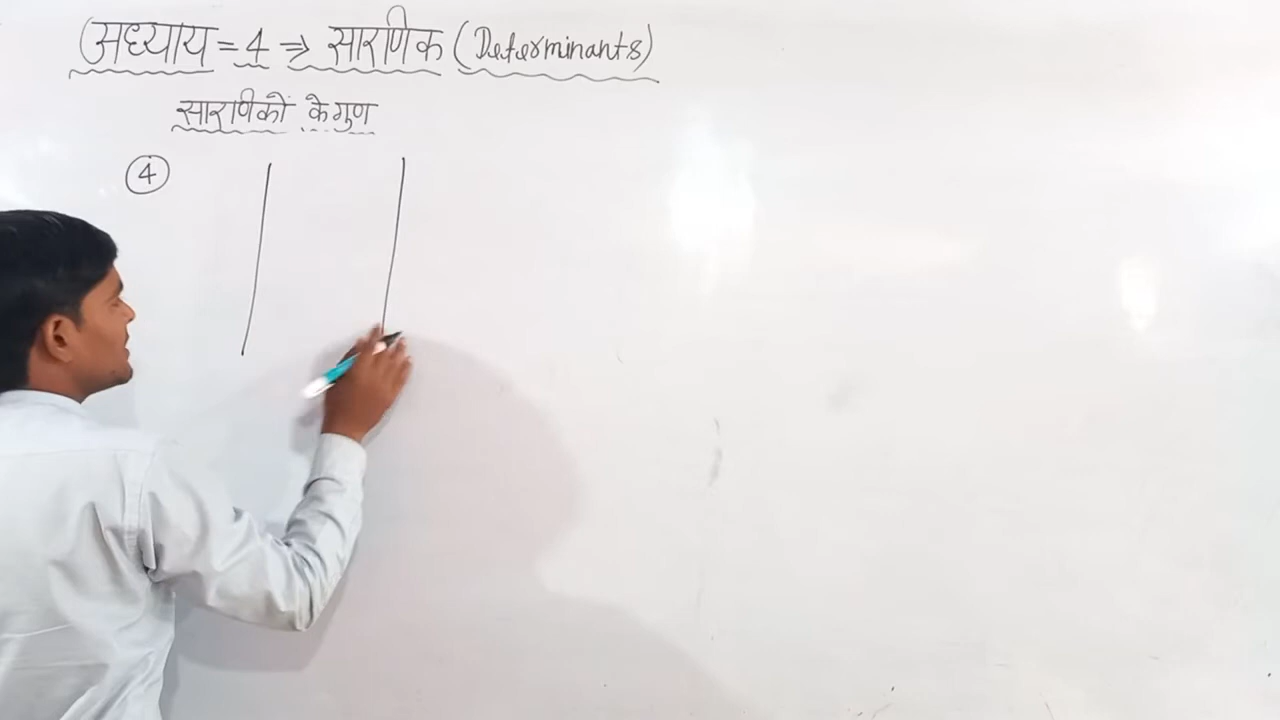 (अध्याय = 4 ⇒ सारणिक (Determinants)
सारणिकों के गुण
4